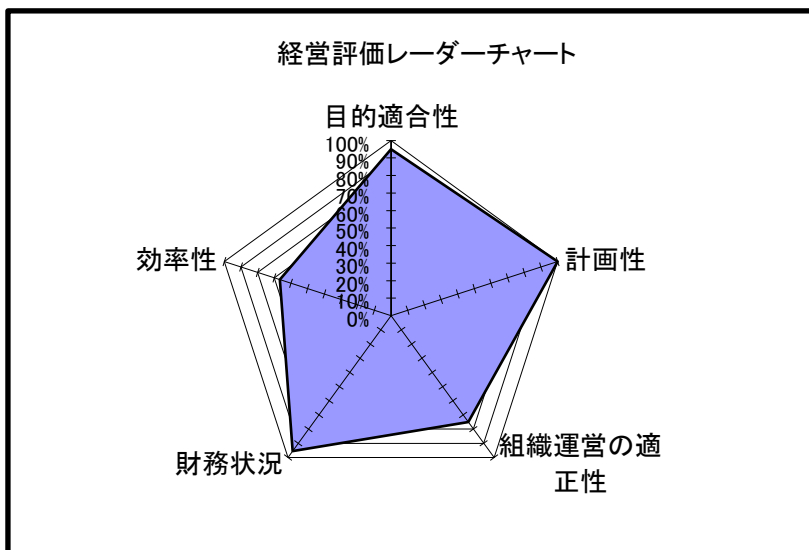 経営評価レーダーチャート
目的適合性
100%
90%
80%
70%
60%
50%
40%
30%
20%
10%
0%
効率性
計画性
財務状況
組織運営の適
正性